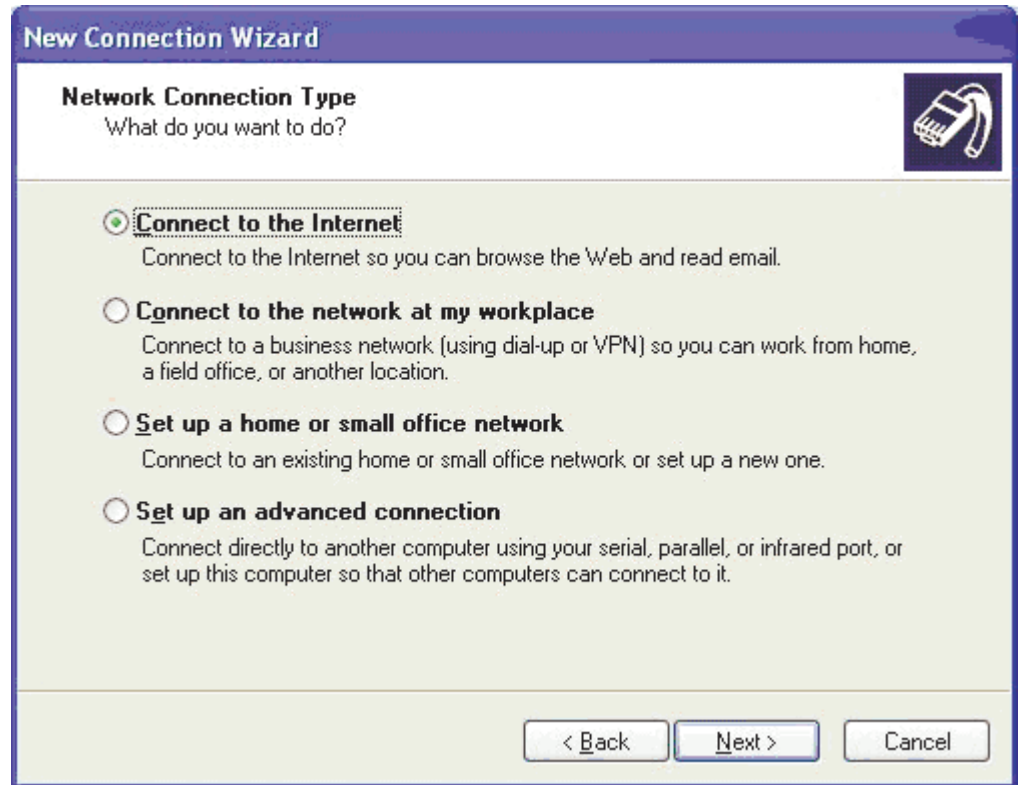 New Connection Wizard
Network Connection Type
What do you want to do?
Connect to the Internet
Connect to the Internet so you can browse the Web and read email.
Connect to the network at my workplace
Connect to a business network (using dial-up or VPN) so you can work from home,
a field office, or another location.
Set up a home or small office network
Connect to an existing home or small office network or set up a new one.
Set up an advanced connection
Connect directly to another computer using your serial, parallel, or infrared port, or
set up this computer so that other computers can connect to it.
< Back
Next >
Cancel